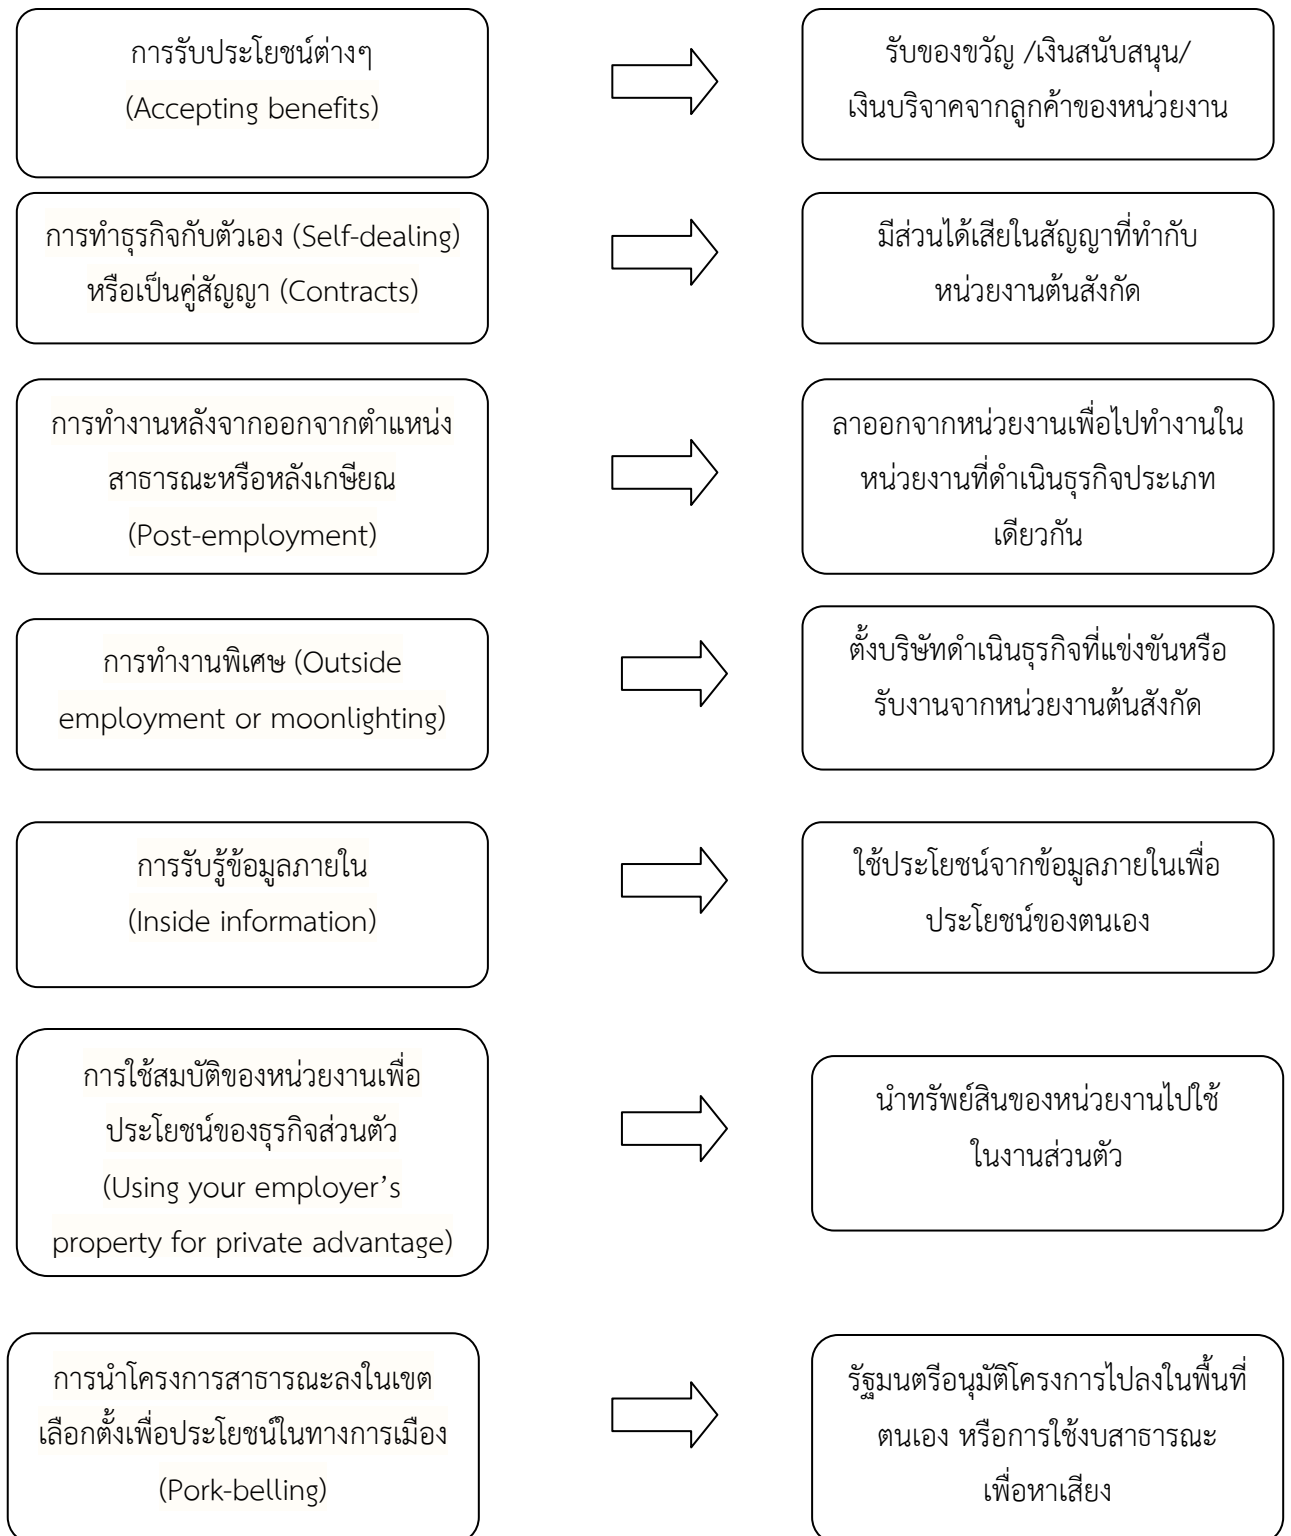 การรับประโยชน์ต่างๆ
(Accepting benefits)
รับของขวัญ /เงินสนับสนุน/
เงินบริจาคจากลูกค้าของหน่วยงาน
การทำธุรกิจกับตัวเอง (Self-dealing)
หรือเป็นคู่สัญญา (Contracts)
มีส่วนได้เสียในสัญญาที่ทำกับ
หน่วยงานต้นสังกัด
การทำงานหลังจากออกจากตำแหน่ง
สาธารณะหรือหลังเกษียณ
(Post-employment)
ลาออกจากหน่วยงานเพื่อไปทำงานใน
หน่วยงานที่ดำเนินธุรกิจประเภท
เดียวกัน
การทำงานพิเศษ (Outside
employment or moonlighting)
ตั้งบริษัทดำเนินธุรกิจที่แข่งขันหรือ
รับงานจากหน่วยงานต้นสังกัด
การรับรู้ข้อมูลภายใน
(Inside information)
ใช้ประโยชน์จากข้อมูลภายในเพื่อ
ประโยชน์ของตนเอง
การใช้สมบัติของหน่วยงานเพื่อ
ประโยชน์ของธุรกิจส่วนตัว
(Using your employer’s
property for private advantage)
นำทรัพย์สินของหน่วยงานไปใช้
ในงานส่วนตัว
การนำโครงการสาธารณะลงในเขต
เลือกตั้งเพื่อประโยชน์ในทางการเมือง
(Pork-belling)
รัฐมนตรีอนุมัติโครงการไปลงในพื้นที่
ตนเอง หรือการใช้งบสาธารณะ
เพื่อหาเสียง